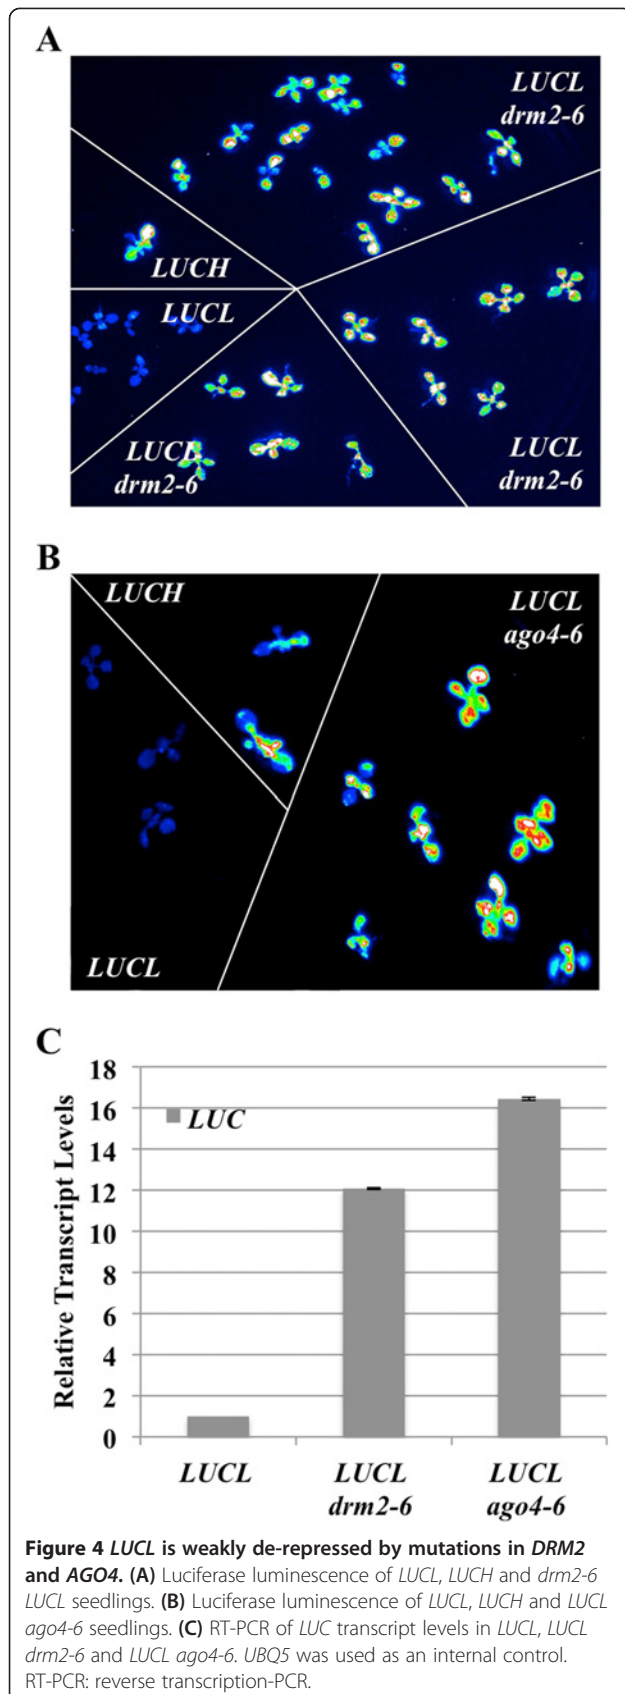 A
LUCL
drm2-6
LUCH
LUCL
LUCL
drm2-6
LUCL
drm2-6
B
LUCH
LUCL
ago4-6
LUCL
C
Relative Transcript Levels
18
16
14
12
10
8
6
4
2
0
LUC
LUCL
LUCL
drm2-6
LUCL
ago4-6
Figure 4 LUCL is weakly de-repressed by mutations in DRM2
and AGO4. (A) Luciferase luminescence of LUCL, LUCH and drm2-6
LUCL seedlings. (B) Luciferase luminescence of LUCL, LUCH and LUCL
ago4-6 seedlings. (C) RT-PCR of LUC transcript levels in LUCL, LUCL
drm2-6 and LUCL ago4-6. UBQ5 was used as an internal control.
RT-PCR: reverse transcription-PCR.